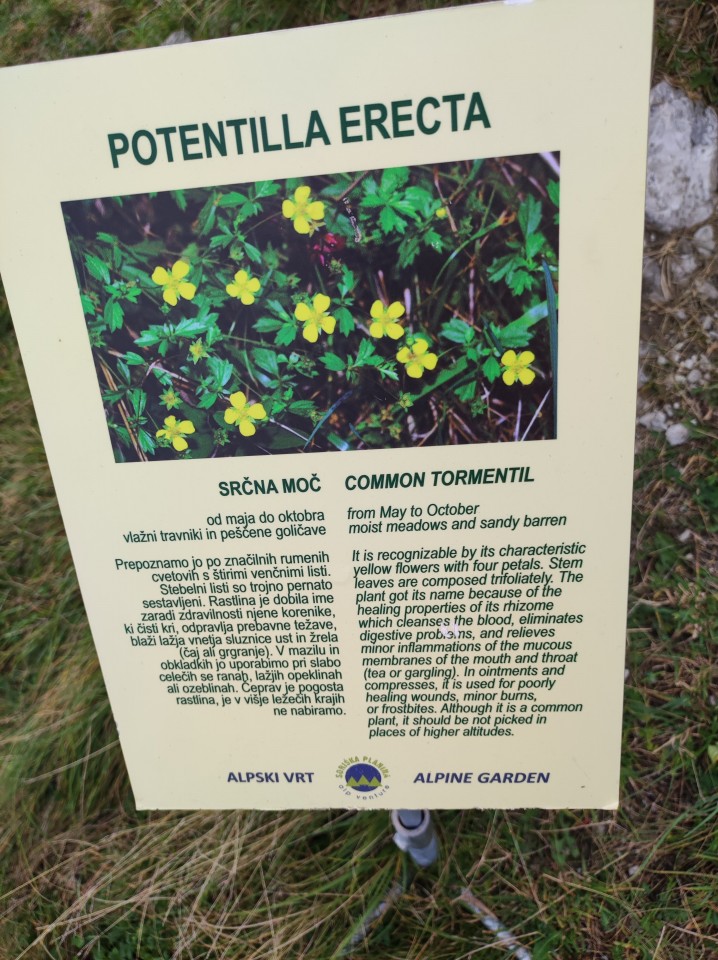 POTENTILLA ERECTA
SRČNA MOČ
od maja do oktobra
vlažni travniki in peščene goličave
Prepoznamo jo po značilnih rumenih
cvetovih s štirimi venčnimi listi.
Stebelni listi so trojno pernato
sestavljeni. Rastlina je dobila ime
zaradi zdravilnosti njene korenike,
ki čisti kri, odpravlja prebavne težave,
blaži lažja vnetja sluznice ust in žrela
(čaj ali grgranje). V mazilu in
obkladkih jo uporabimo pri slabo
celečih se ranah, lažjih opeklinah
ali ozeblinah. Čeprav je pogosta
rastlina, je v višje ležečih krajih
ne nabiramo.
COMMON TORMENTIL
from May to October
moist meadows and sandy barren
It is recognizable by its characteristic
yellow flowers with four petals. Stem
leaves are composed trifoliately. The
plant got its name because of the
healing properties of its rhizome
which cleanses the blood, eliminates
digestive problems, and relieves
minor inflammations of the mucous
membranes of the mouth and throat
(tea or gargling). In ointments and
compresses, it is used for poorly
healing wounds, minor burns,
or frostbites. Although it is a common
plant, it should be not picked in
places of higher altitudes.
ALPSKI VRT
SORIŠKA PLANINA
alp venture
ALPINE GARDEN